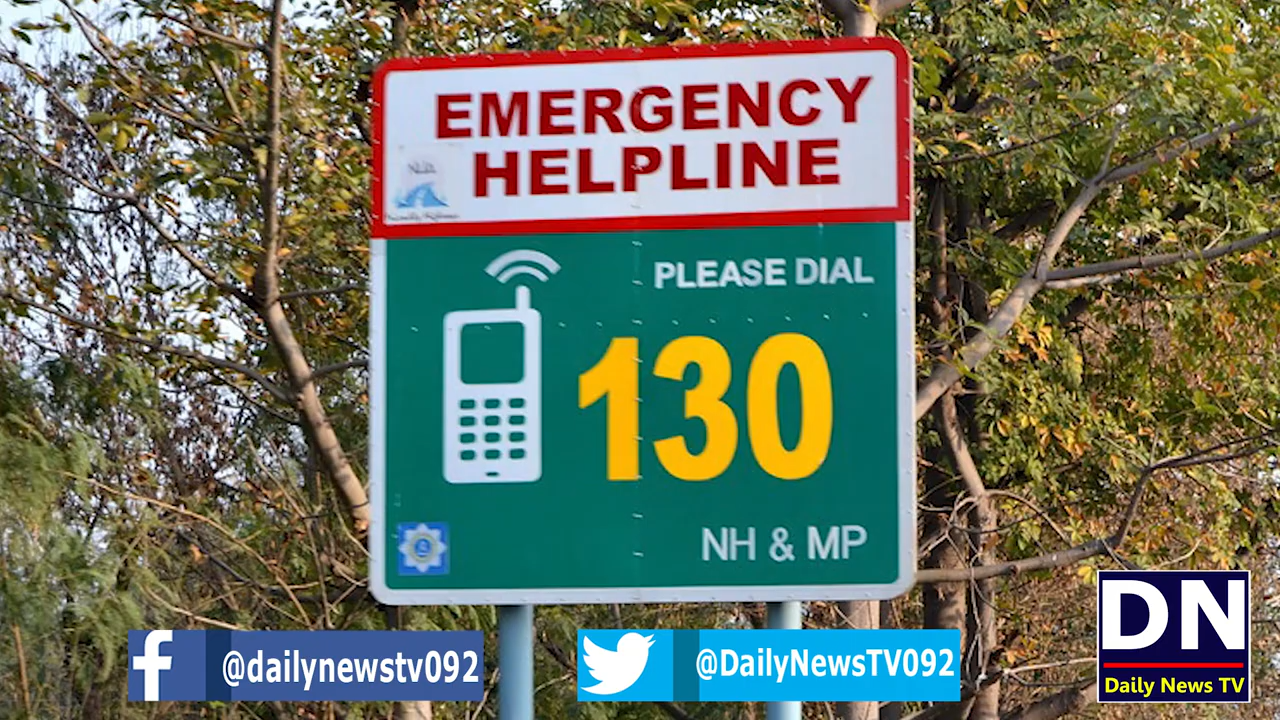 EMERGENCY
HELPLINE
PLEASE DIAL
130
NH & MP
f @dailynewstv092
@DailyNewsTV092
DN
Daily News TV